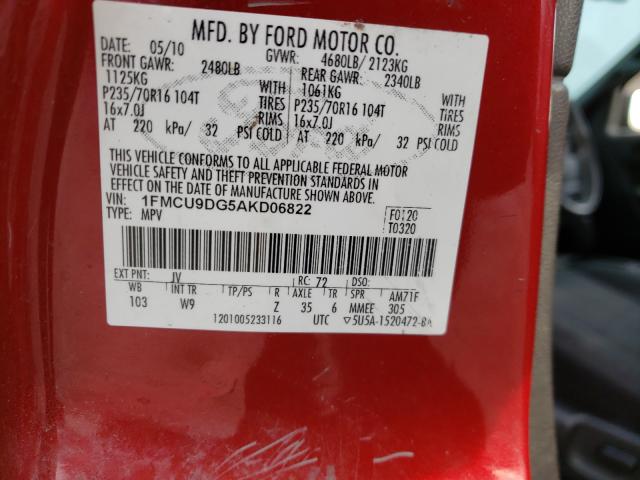 MFD. BY FORD MOTOR CO.
DATE: 05/10 GVWR: 4680LB/ 2123KG
FRONT GAWR: 2480LB REAR GAWR: 2340LB
1125KG 1061KG
P235/70R16 104T TIRES P235/70R16 104T TIRES
16x7.0J RIMS 16x7.0J RIMS
AT 220 kPa/ 32 PSI COLD AT 220 kPa/ 32 PSI COLD
THIS VEHICLE CONFORMS TO ALL APPLICABLE FEDERAL MOTOR
VEHICLE SAFETY AND THEFT PREVENTION STANDARDS IN
EFFECT ON THE DATE OF MANUFACTURE SHOWN ABOVE.
VIN: 1FMCU9DG5AKD06822 F0120
TYPE: MPV T0320
EXT PNT: JV RC: 72 DSO:
WB INT TR TP/PS R AXLE TR SPR AM71F
103 W9 Z 35 6 MMEE 305
1201005233116 UTC ▽5U5A-1520472-BA